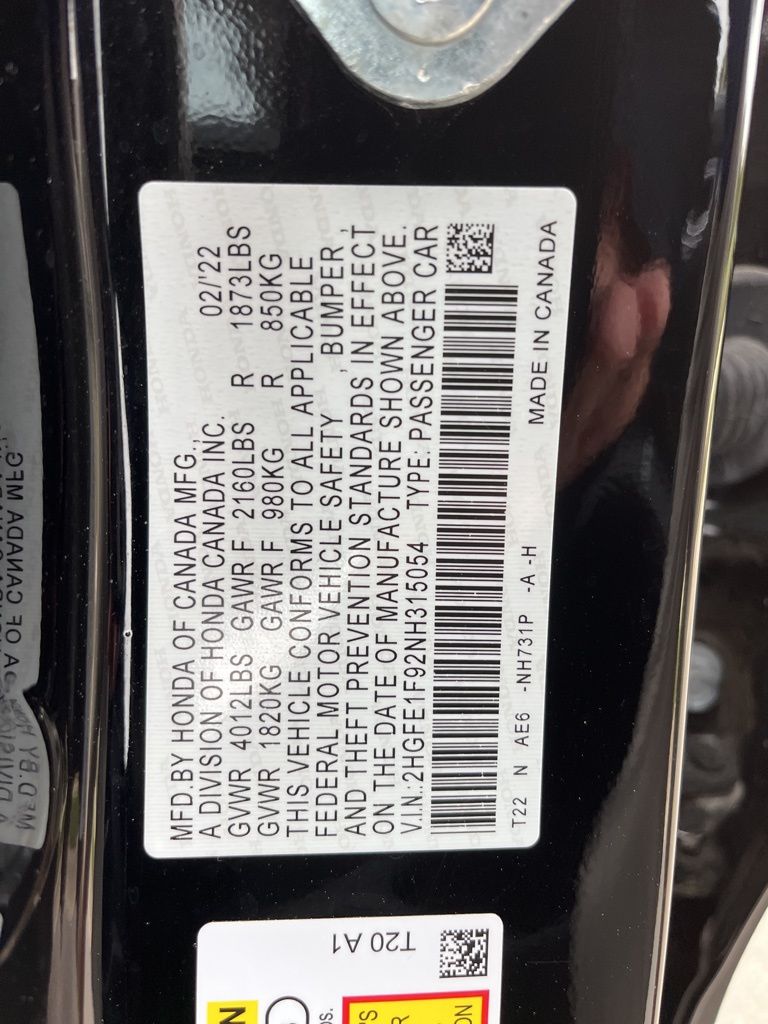 MFD.BY HONDA OF CANADA MFG.,
A DIVISION OF HONDA CANADA INC. 02/'22
GVWR 4012LBS GAWR F 2160LBS R 1873LBS
GVWR 1820KG GAWR F 980KG R 850KG
THIS VEHICLE CONFORMS TO ALL APPLICABLE
FEDERAL MOTOR VEHICLE SAFETY , BUMPER ,
AND THEFT PREVENTION STANDARDS IN EFFECT
ON THE DATE OF MANUFACTURE SHOWN ABOVE.
V.I.N.:2HGFE1F92NH315054 TYPE: PASSENGER CAR
T22 N AE6 -NH731P -A -H MADE IN CANADA
T20 A1